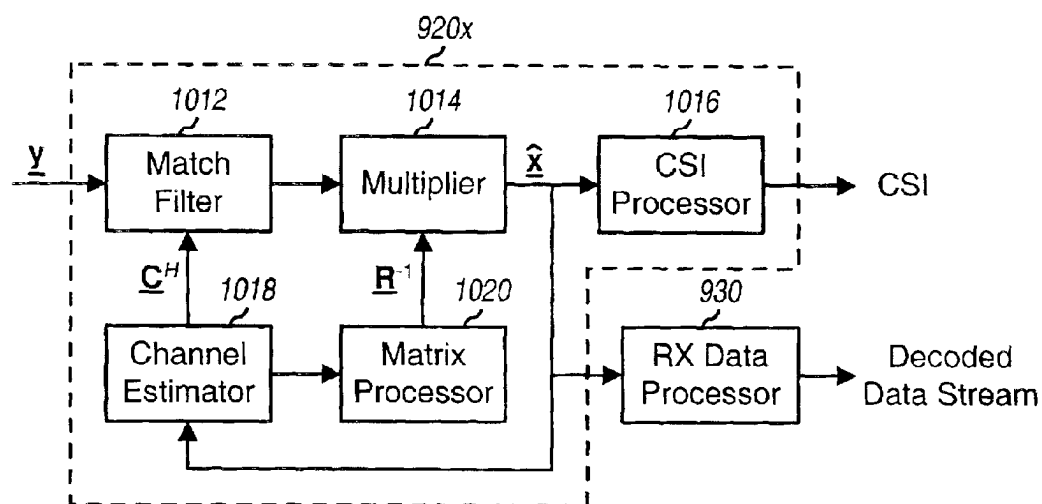 920x
1012
1014
1016
y
Match
Filter
Multiplier
x̂
CSI
Processor
CSI
C^H
1018
R^-1
1020
930
Channel
Estimator
Matrix
Processor
RX Data
Processor
Decoded
Data Stream